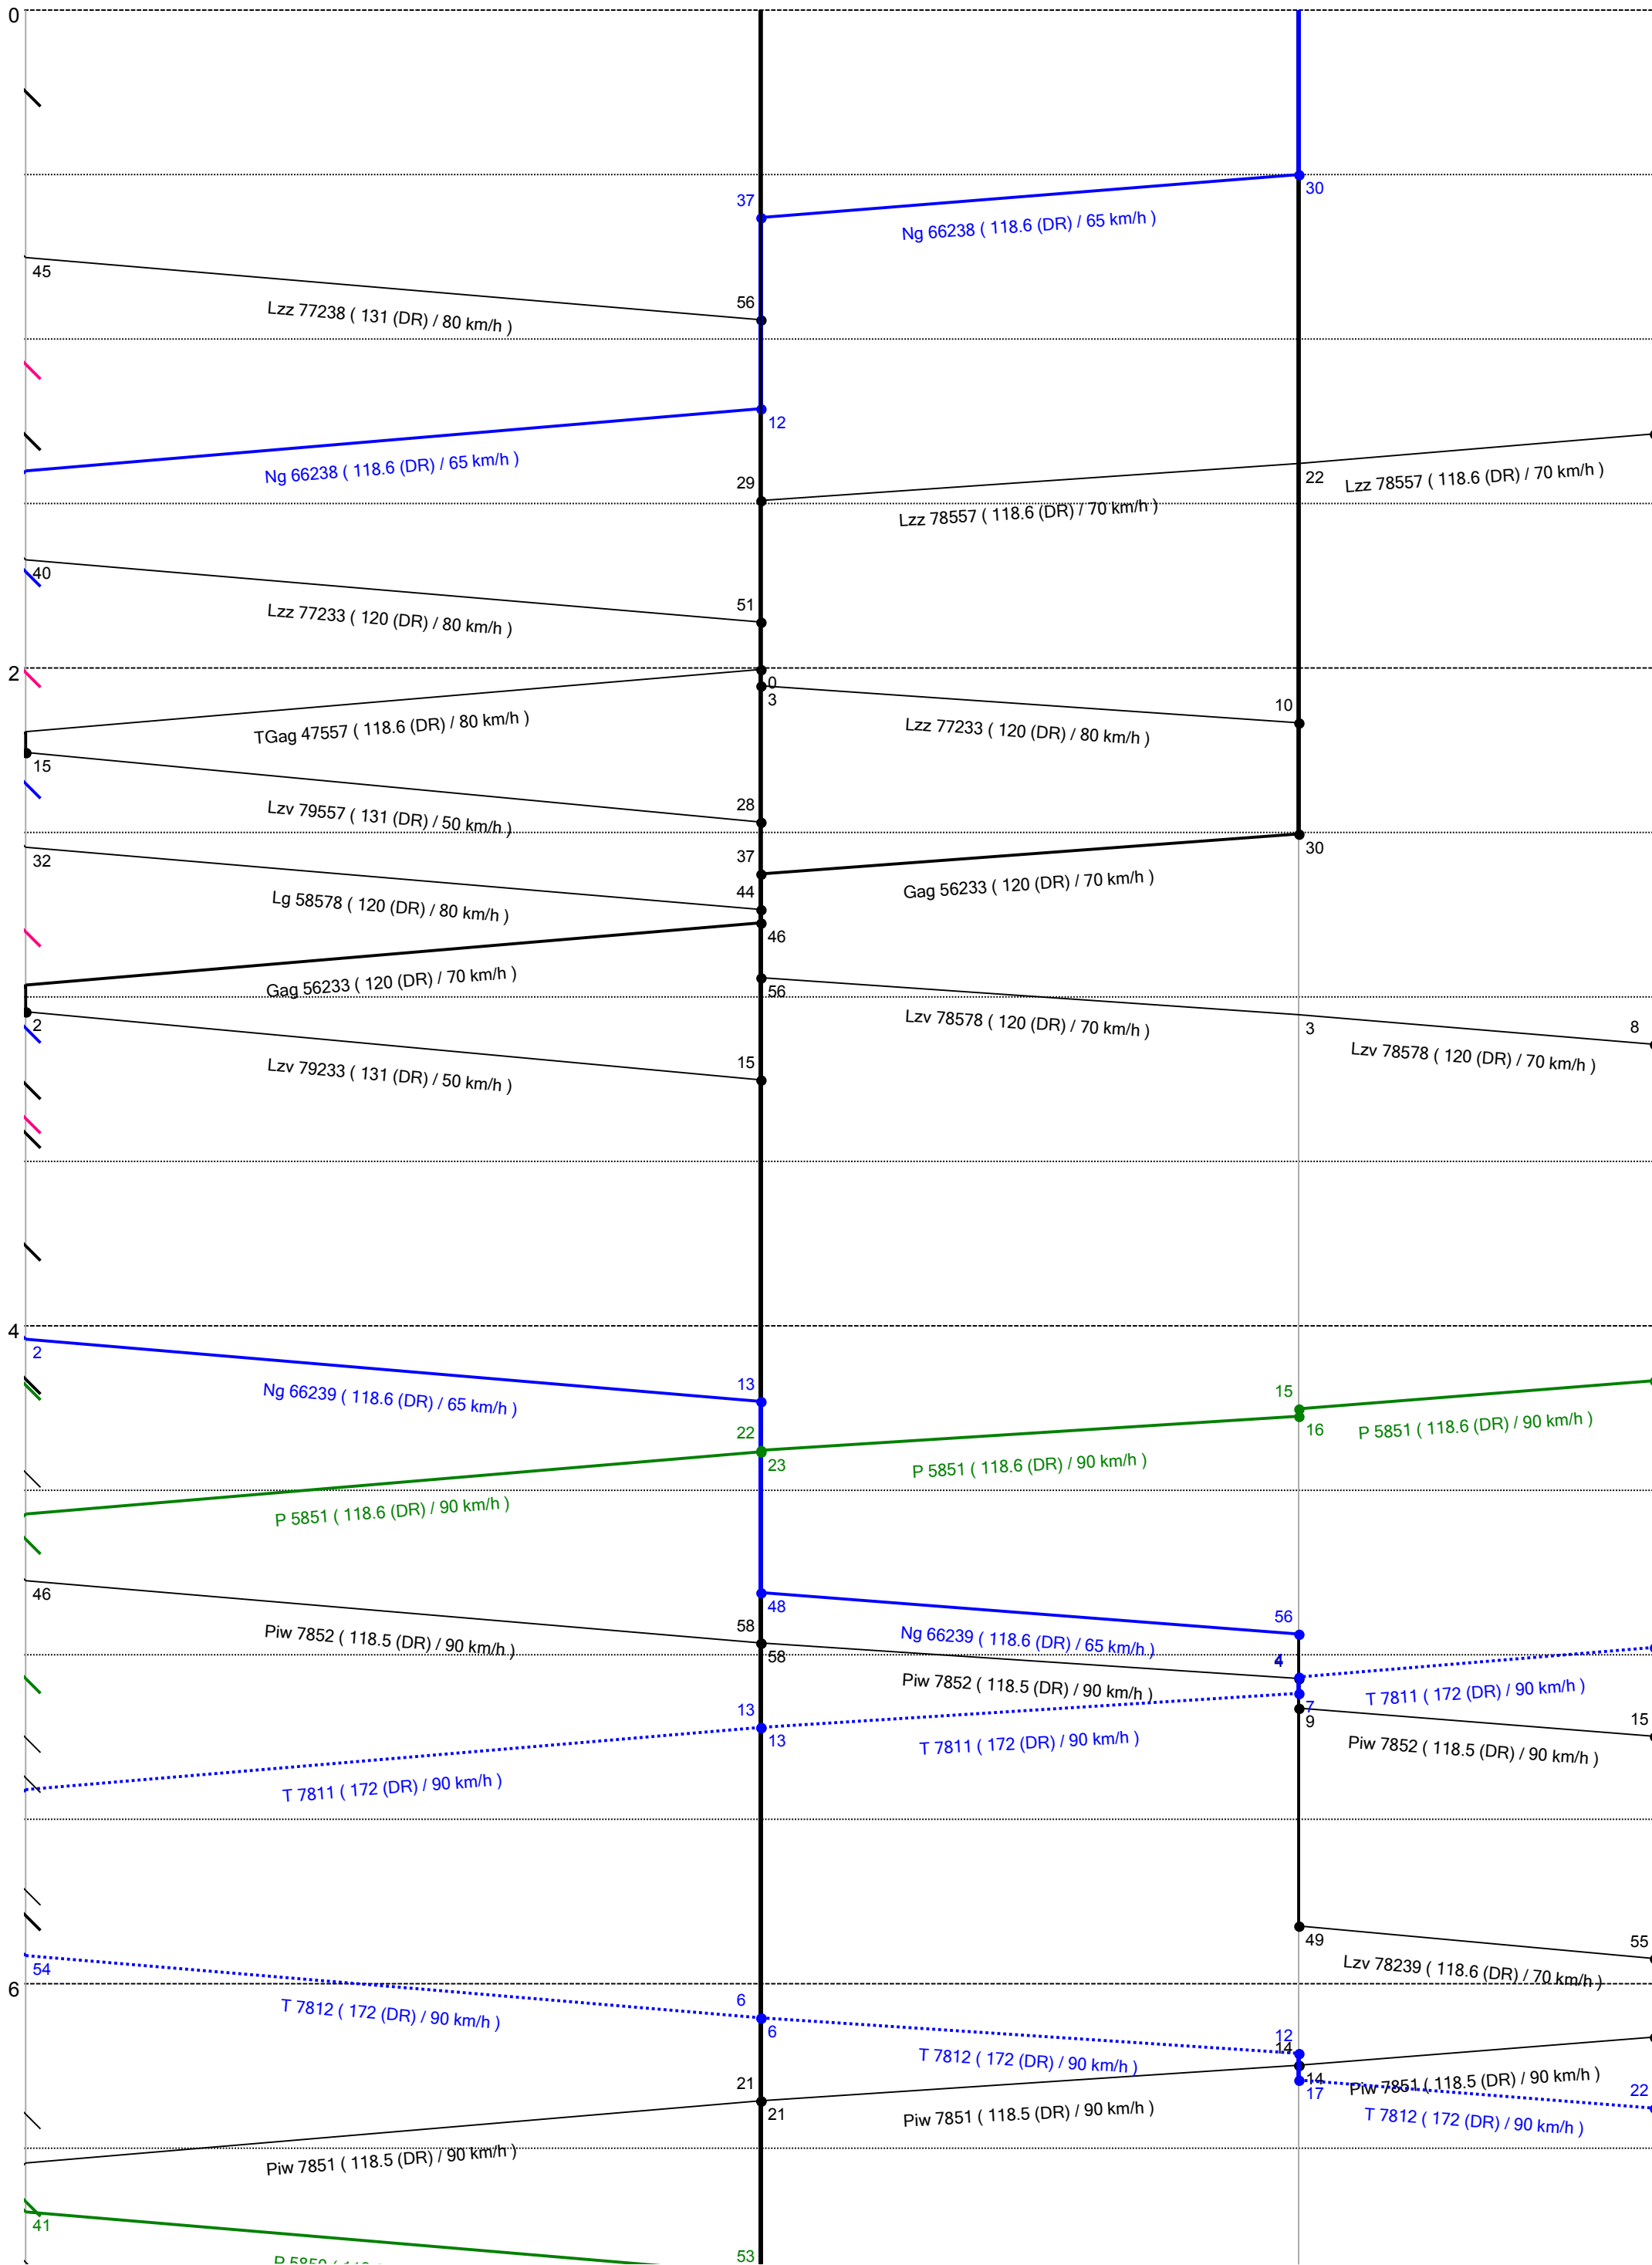 0
37
30
Ng 66238 ( 118.6 (DR) / 65 km/h )
45
56
Lzz 77238 ( 131 (DR) / 80 km/h )
12
Ng 66238 ( 118.6 (DR) / 65 km/h )
29
22
Lzz 78557 ( 118.6 (DR) / 70 km/h )
Lzz 78557 ( 118.6 (DR) / 70 km/h )
40
51
Lzz 77233 ( 120 (DR) / 80 km/h )
2
0
3
10
TGag 47557 ( 118.6 (DR) / 80 km/h )
Lzz 77233 ( 120 (DR) / 80 km/h )
15
28
Lzv 79557 ( 131 (DR) / 50 km/h )
32
37
30
44
Gag 56233 ( 120 (DR) / 70 km/h )
Lg 58578 ( 120 (DR) / 80 km/h )
46
Gag 56233 ( 120 (DR) / 70 km/h )
56
2
Lzv 78578 ( 120 (DR) / 70 km/h )
3
8
Lzv 78578 ( 120 (DR) / 70 km/h )
15
Lzv 79233 ( 131 (DR) / 50 km/h )
4
2
13
Ng 66239 ( 118.6 (DR) / 65 km/h )
15
22
16
P 5851 ( 118.6 (DR) / 90 km/h )
23
P 5851 ( 118.6 (DR) / 90 km/h )
P 5851 ( 118.6 (DR) / 90 km/h )
46
48
56
58
Piw 7852 ( 118.5 (DR) / 90 km/h )
58
Ng 66239 ( 118.6 (DR) / 65 km/h )
4
Piw 7852 ( 118.5 (DR) / 90 km/h )
T 7811 ( 172 (DR) / 90 km/h )
13
7
9
15
13
T 7811 ( 172 (DR) / 90 km/h )
Piw 7852 ( 118.5 (DR) / 90 km/h )
T 7811 ( 172 (DR) / 90 km/h )
49
55
54
Lzv 78239 ( 118.6 (DR) / 70 km/h )
6
6
T 7812 ( 172 (DR) / 90 km/h )
6
12
14
T 7812 ( 172 (DR) / 90 km/h )
21
14
17
Piw 7851 ( 118.5 (DR) / 90 km/h )
22
21
Piw 7851 ( 118.5 (DR) / 90 km/h )
T 7812 ( 172 (DR) / 90 km/h )
Piw 7851 ( 118.5 (DR) / 90 km/h )
41
53